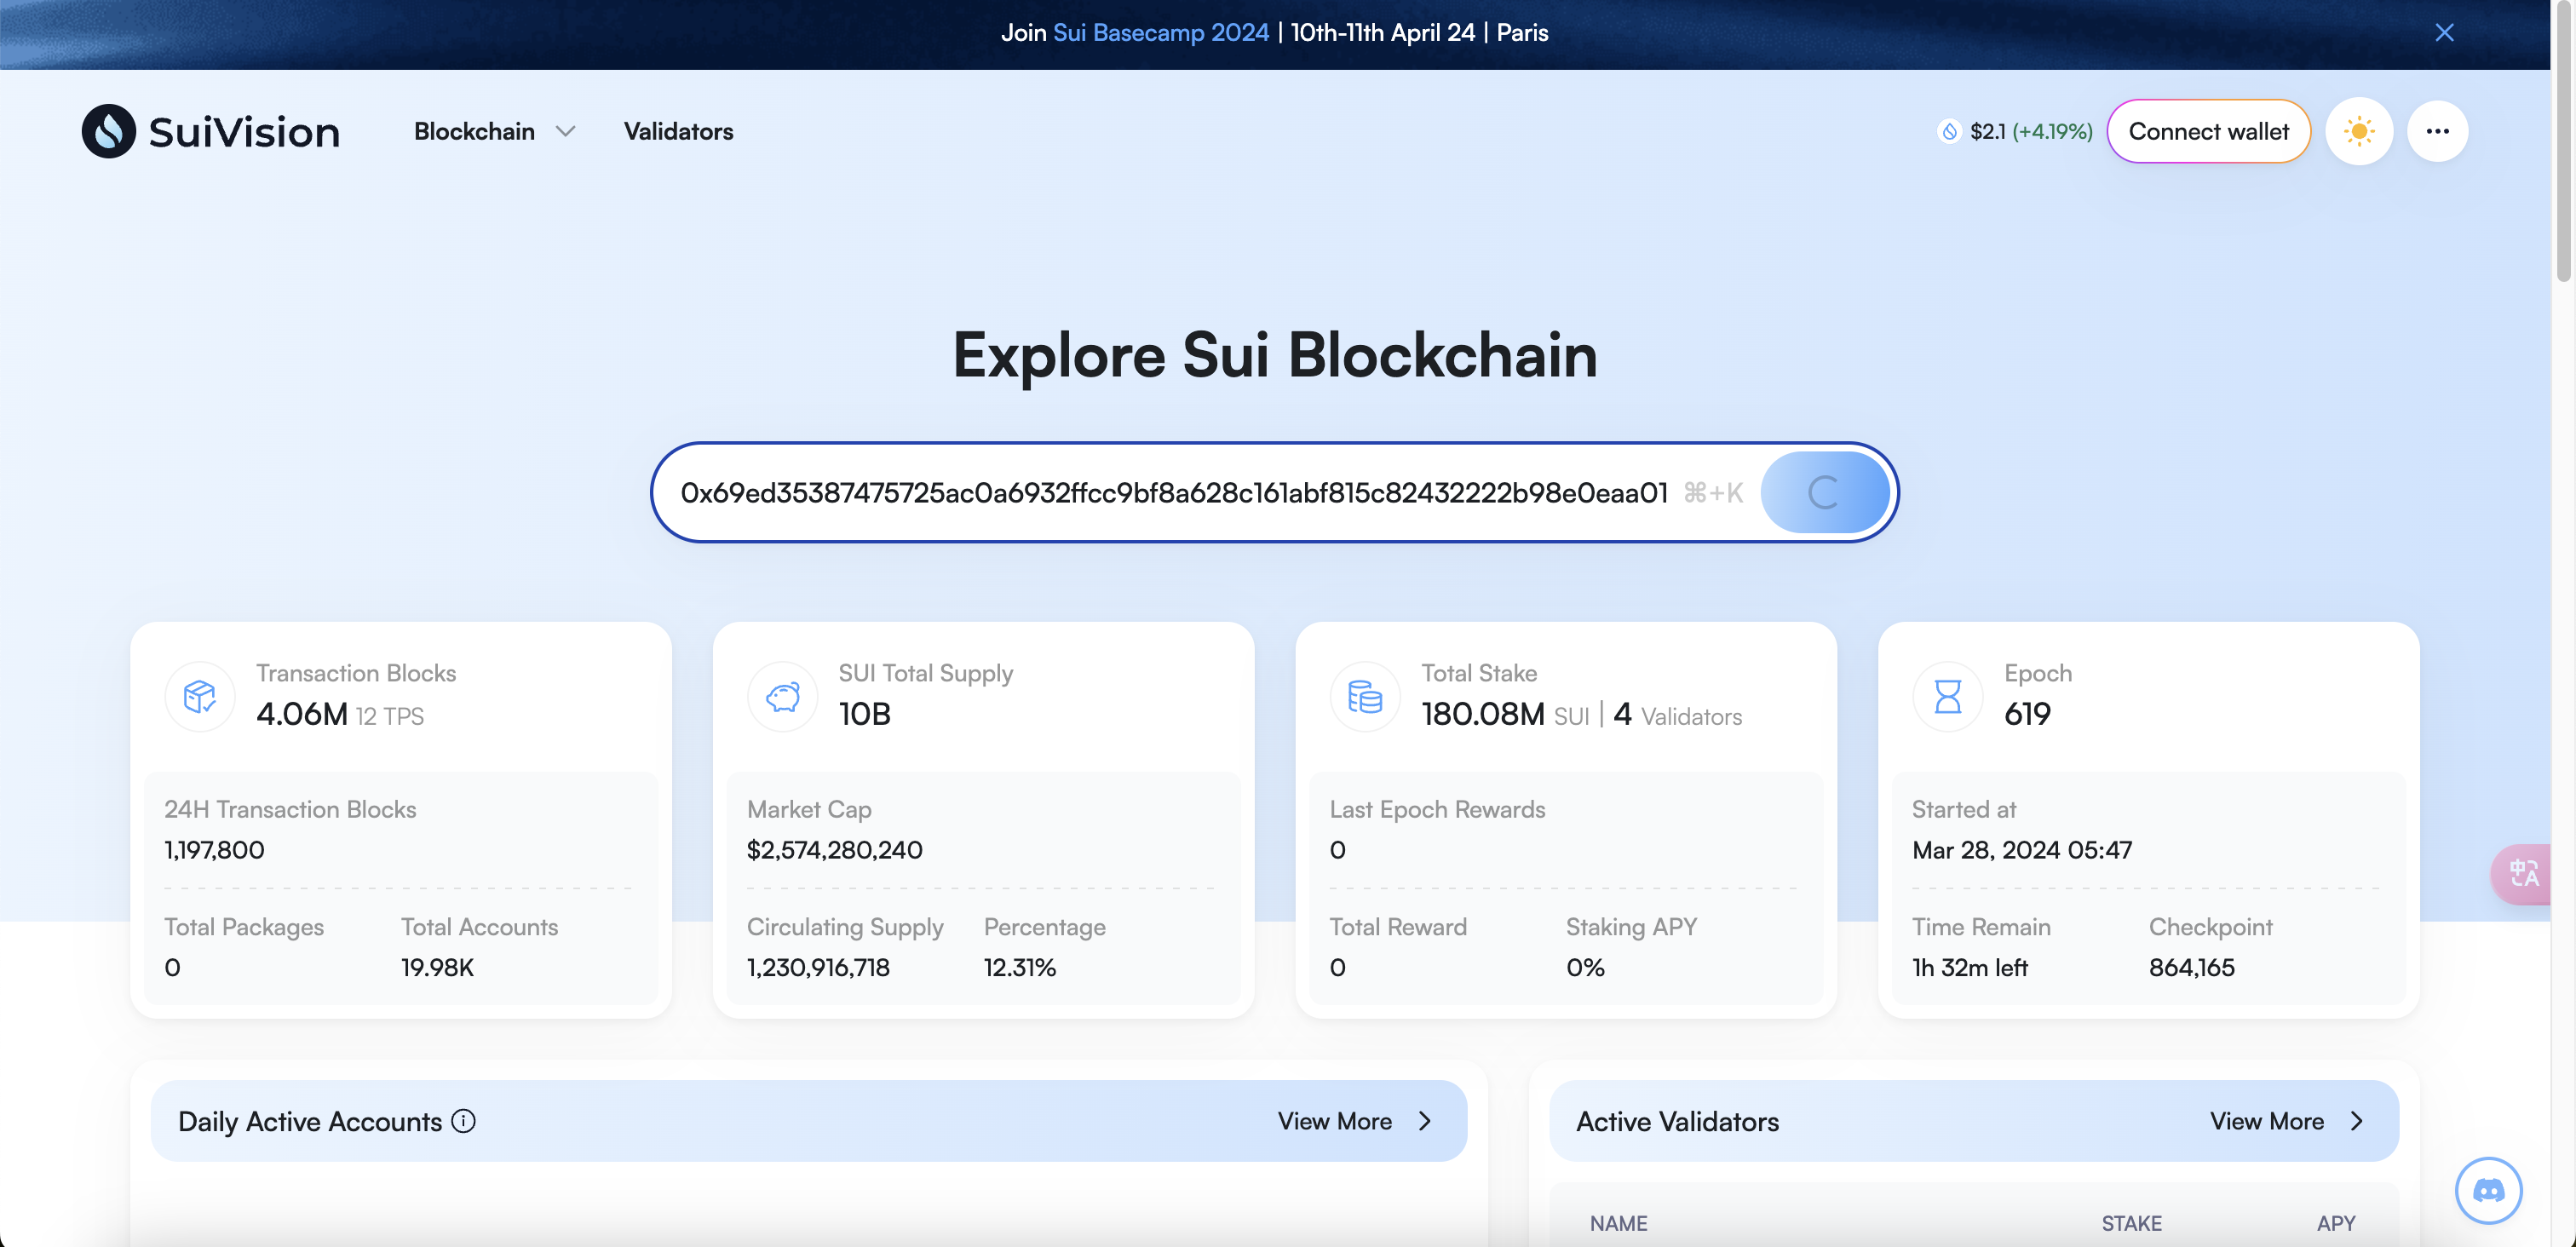 Join Sui Basecamp 2024 | 10th-11th April 24 | Paris
SuiVision
Blockchain
Validators
$2.1 (+4.19%)
Connect wallet
Explore Sui Blockchain
0x69ed35387475725ac0a6932ffcc9bf8a628c161abf815c82432222b98e0eaa01
⌘+K
Transaction Blocks
4.06M 12 TPS
24H Transaction Blocks
1,197,800
Total Packages
0
Total Accounts
19.98K
SUI Total Supply
10B
Market Cap
$2,574,280,240
Circulating Supply
1,230,916,718
Percentage
12.31%
Total Stake
180.08M SUI | 4 Validators
Last Epoch Rewards
0
Total Reward
0
Staking APY
0%
Epoch
619
Started at
Mar 28, 2024 05:47
Time Remain
1h 32m left
Checkpoint
864,165
中A
Daily Active Accounts
View More
Active Validators
View More
NAME
STAKE
APY